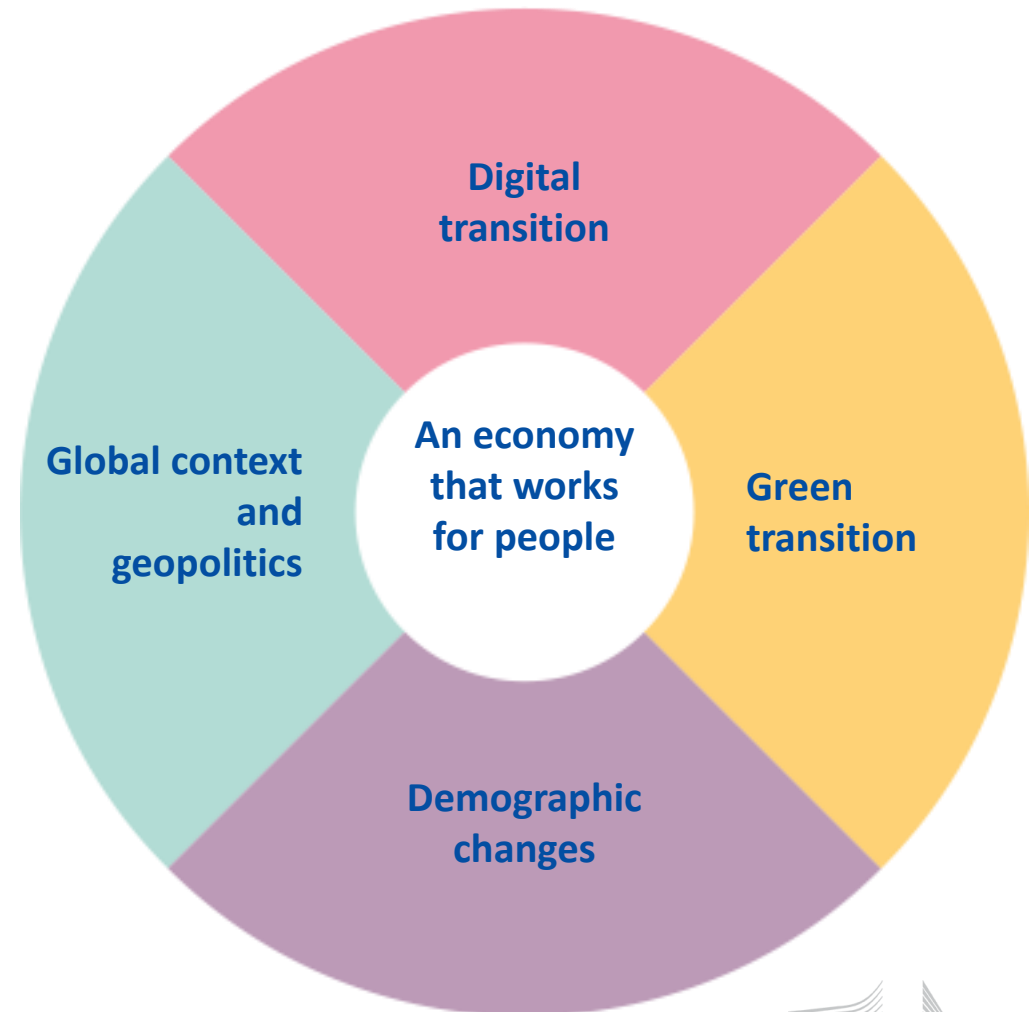 Digital
transition
Global context
and
geopolitics
An economy
that works
for people
Green
transition
Demographic
changes